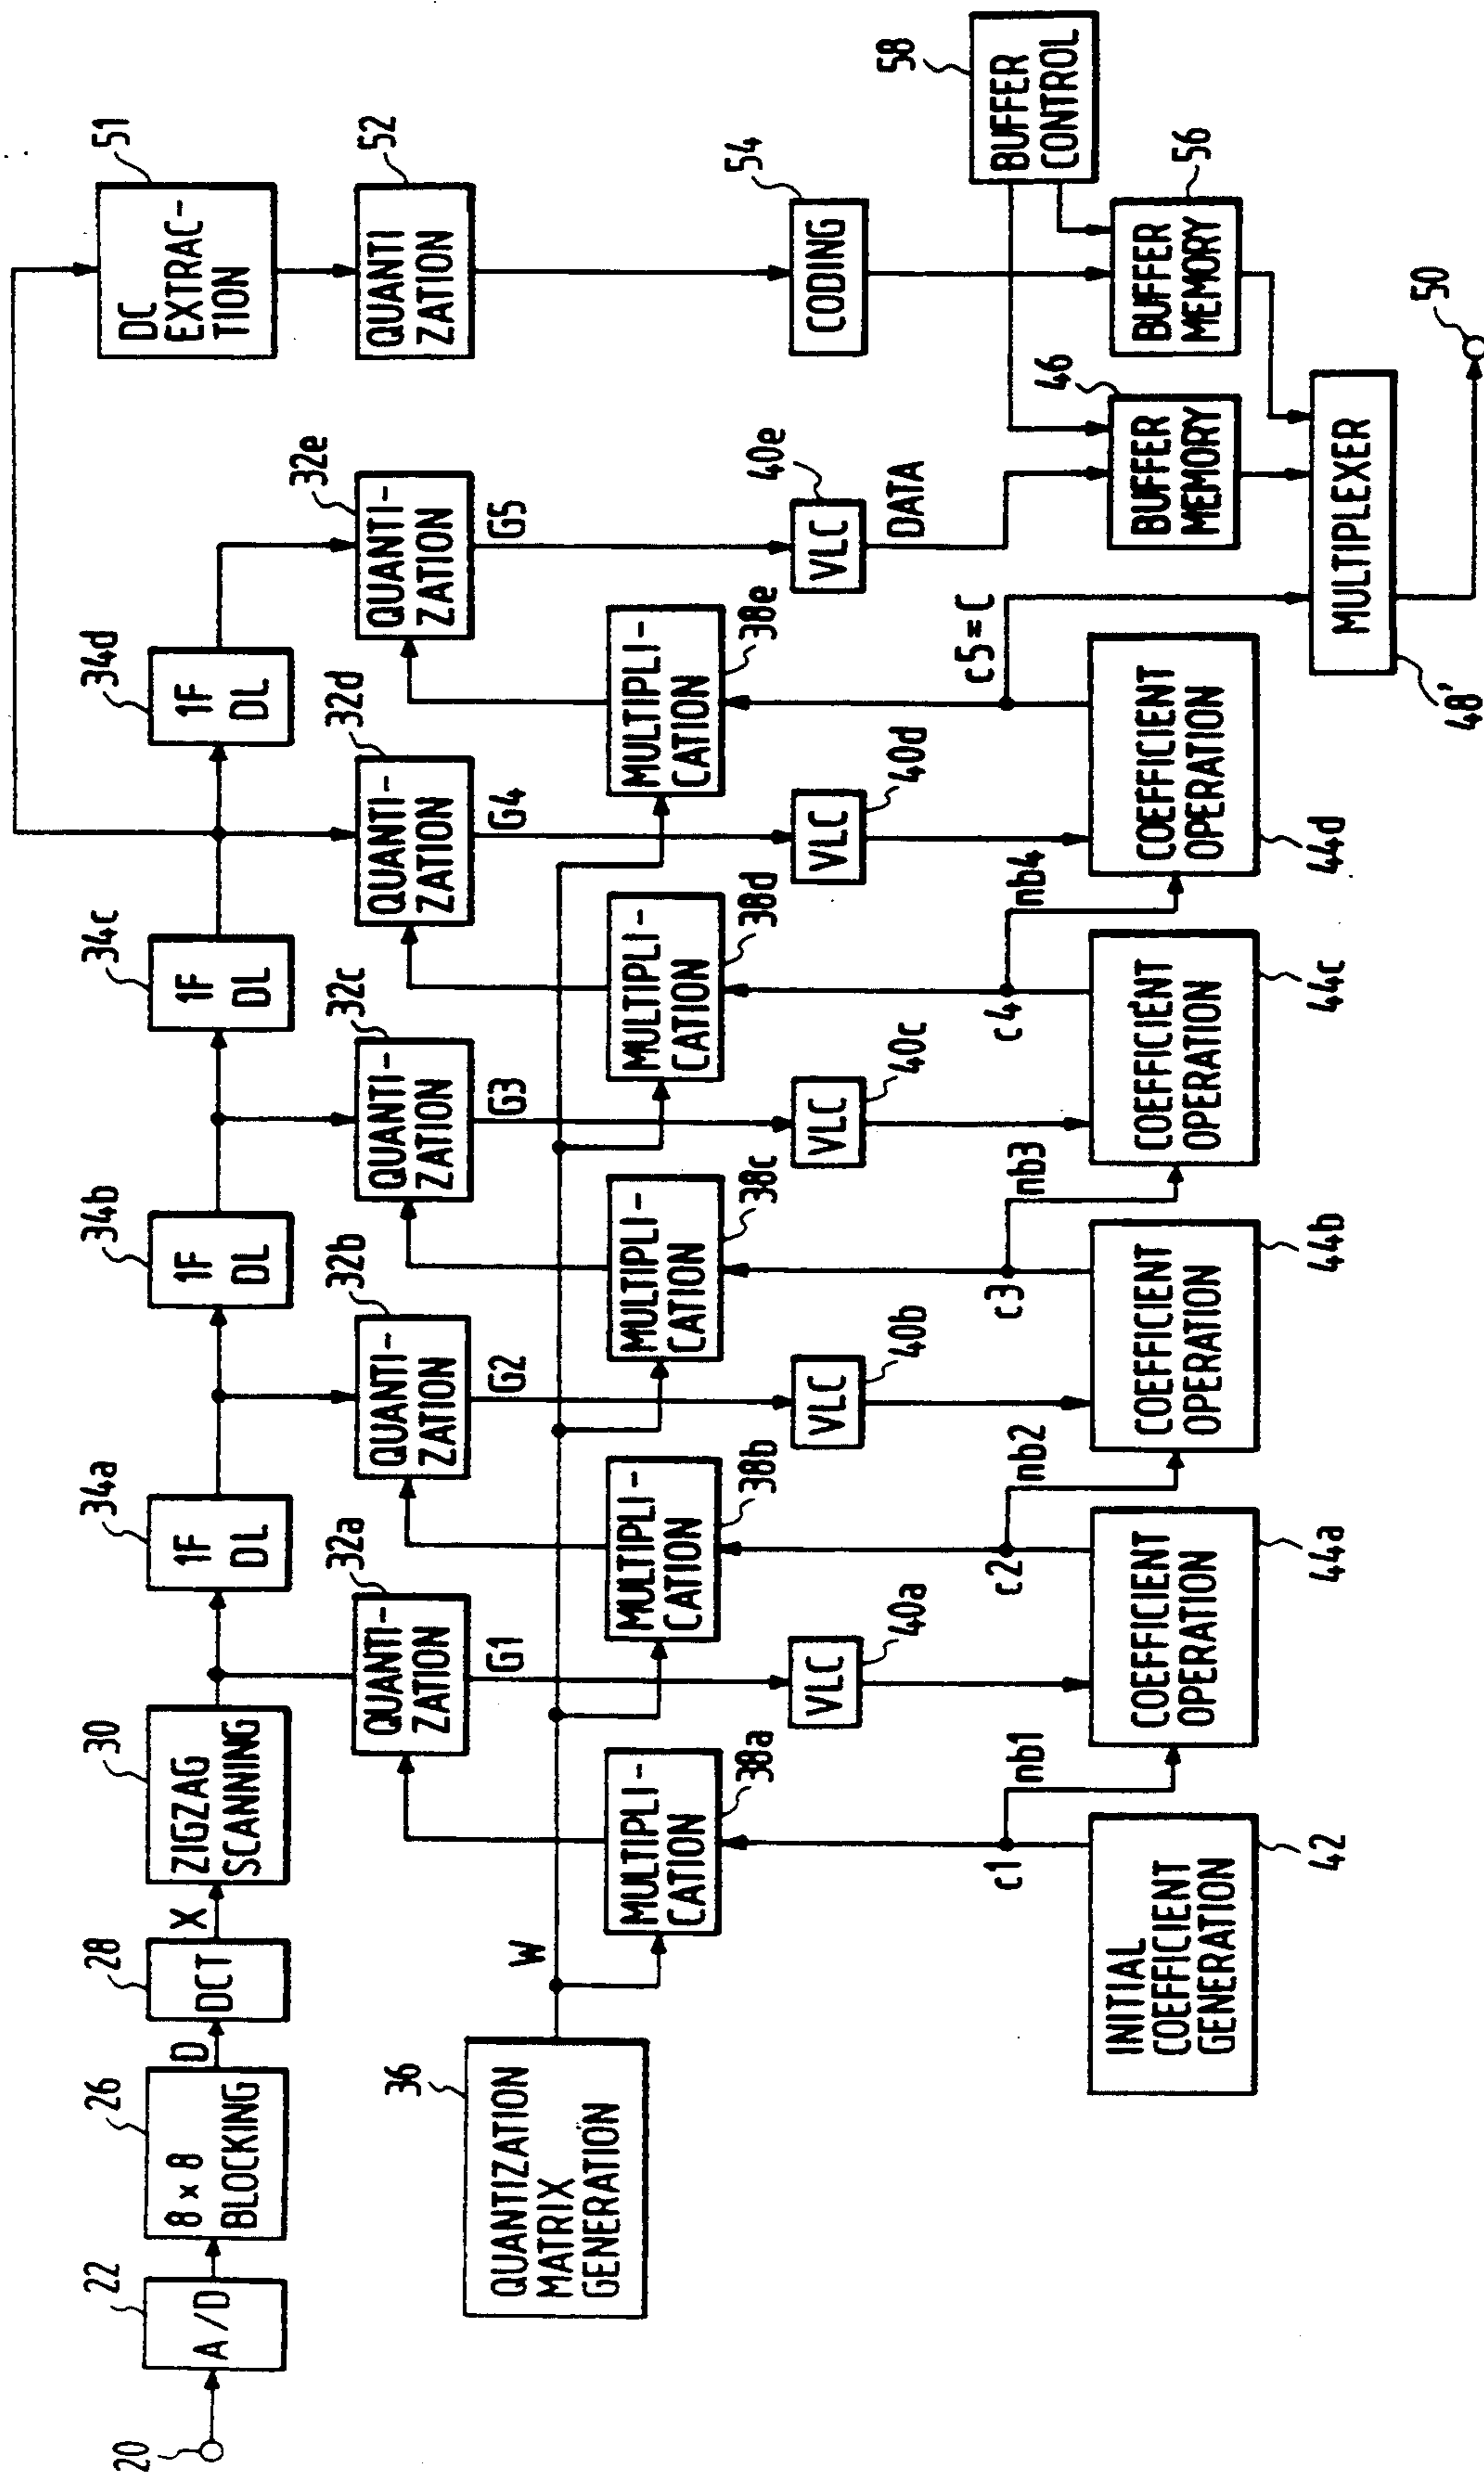 20
22
A/D
26
8 × 8
BLOCKING
D
28
DCT
X
30
ZIGZAG
SCANNING
34a
1F
DL
34b
1F
DL
34c
1F
DL
34d
1F
DL
51
DC
EXTRAC-
TION
32a
QUANTI-
ZATION
G1
32b
QUANTI-
ZATION
G2
32c
QUANTI-
ZATION
G3
32d
QUANTI-
ZATION
G4
32e
QUANTI-
ZATION
G5
52
QUANTI
ZATION
36
QUANTIZATION
MATRIX
GENERATION
W
MULTIPLI-
CATION
38a
MULTIPLI-
CATION
38b
MULTIPLI-
CATION
38c
MULTIPLI-
CATION
38d
MULTIPLI-
CATION
38e
VLC
40a
VLC
40b
VLC
40c
VLC
40d
VLC
40e
DATA
54
CODING
58
BUFFER
CONTROL
c1
nb1
c2
nb2
c3
nb3
c4
nb4
c5=C
INITIAL
COEFFICIENT
GENERATION
42
COEFFICIENT
OPERATION
44a
COEFFICIENT
OPERATION
44b
COEFFICIENT
OPERATION
44c
COEFFICIENT
OPERATION
44d
46
BUFFER
MEMORY
56
BUFFER
MEMORY
MULTIPLEXER
48'
50